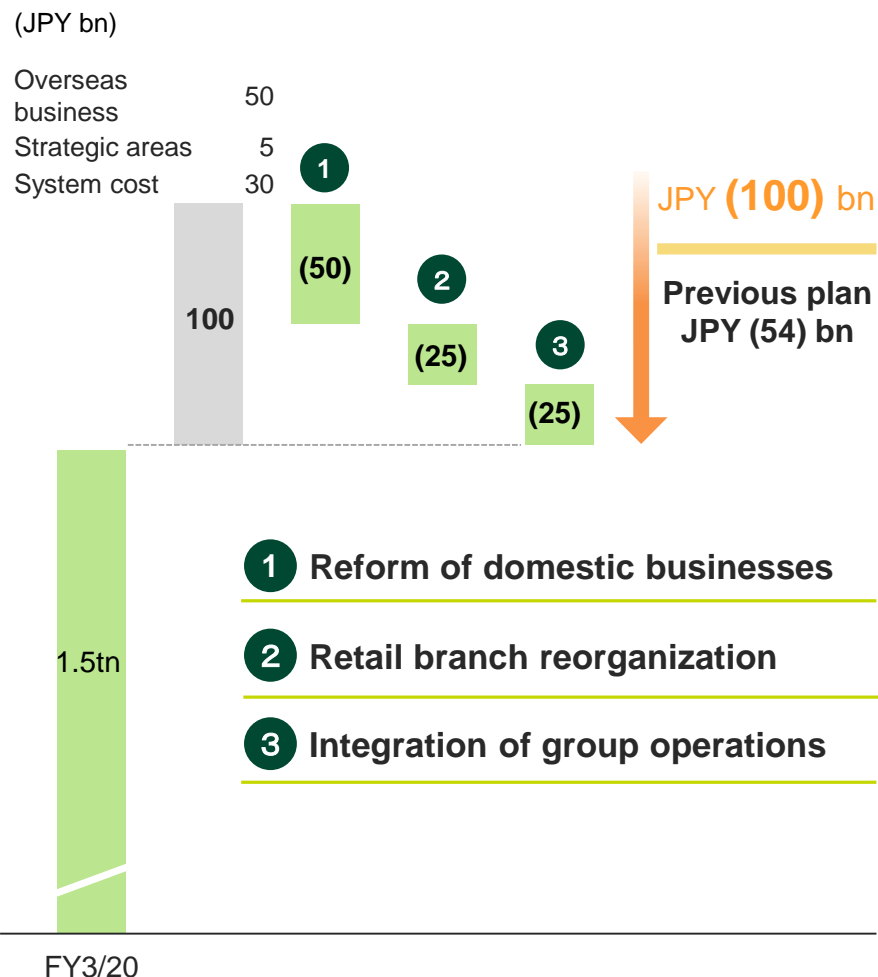 (JPY bn)
Overseas
business 50
Strategic areas 5
System cost 30
1
(50)
100
2
(25)
3
(25)
JPY (100) bn
Previous plan
JPY (54) bn
1 Reform of domestic businesses
2 Retail branch reorganization
3 Integration of group operations
1.5tn
FY3/20